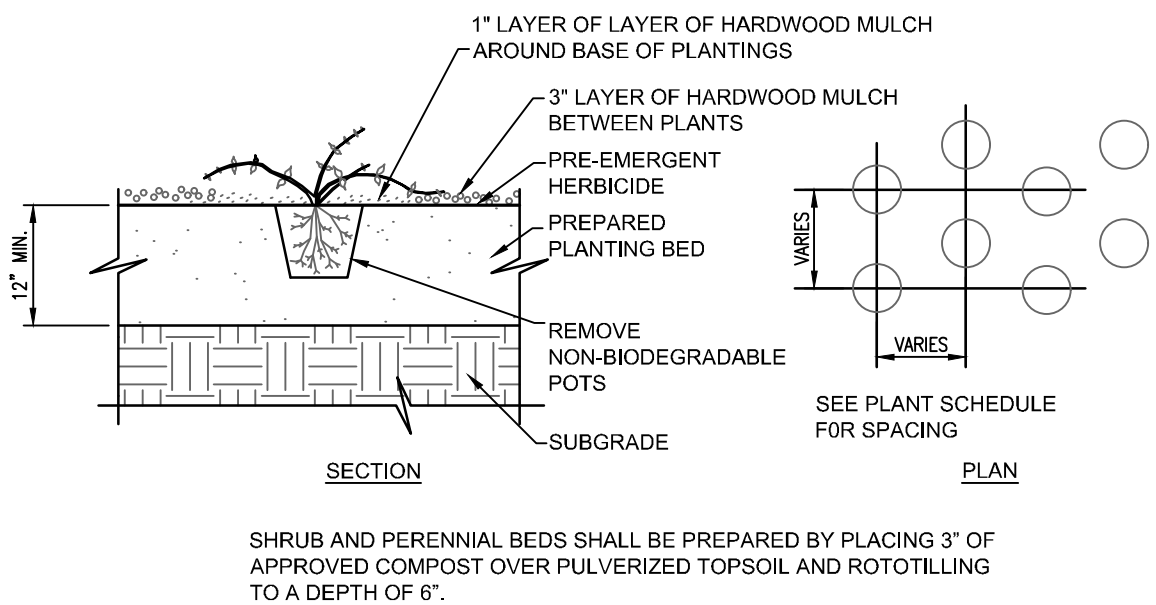 1" LAYER OF LAYER OF HARDWOOD MULCH
AROUND BASE OF PLANTINGS
3" LAYER OF HARDWOOD MULCH
BETWEEN PLANTS
PRE-EMERGENT
HERBICIDE
PREPARED
PLANTING BED
12” MIN.
REMOVE
NON-BIODEGRADABLE
POTS
SUBGRADE
SECTION
VARIES
VARIES
SEE PLANT SCHEDULE
F0R SPACING
PLAN
SHRUB AND PERENNIAL BEDS SHALL BE PREPARED BY PLACING 3” OF
APPROVED COMPOST OVER PULVERIZED TOPSOIL AND ROTOTILLING
TO A DEPTH OF 6”.